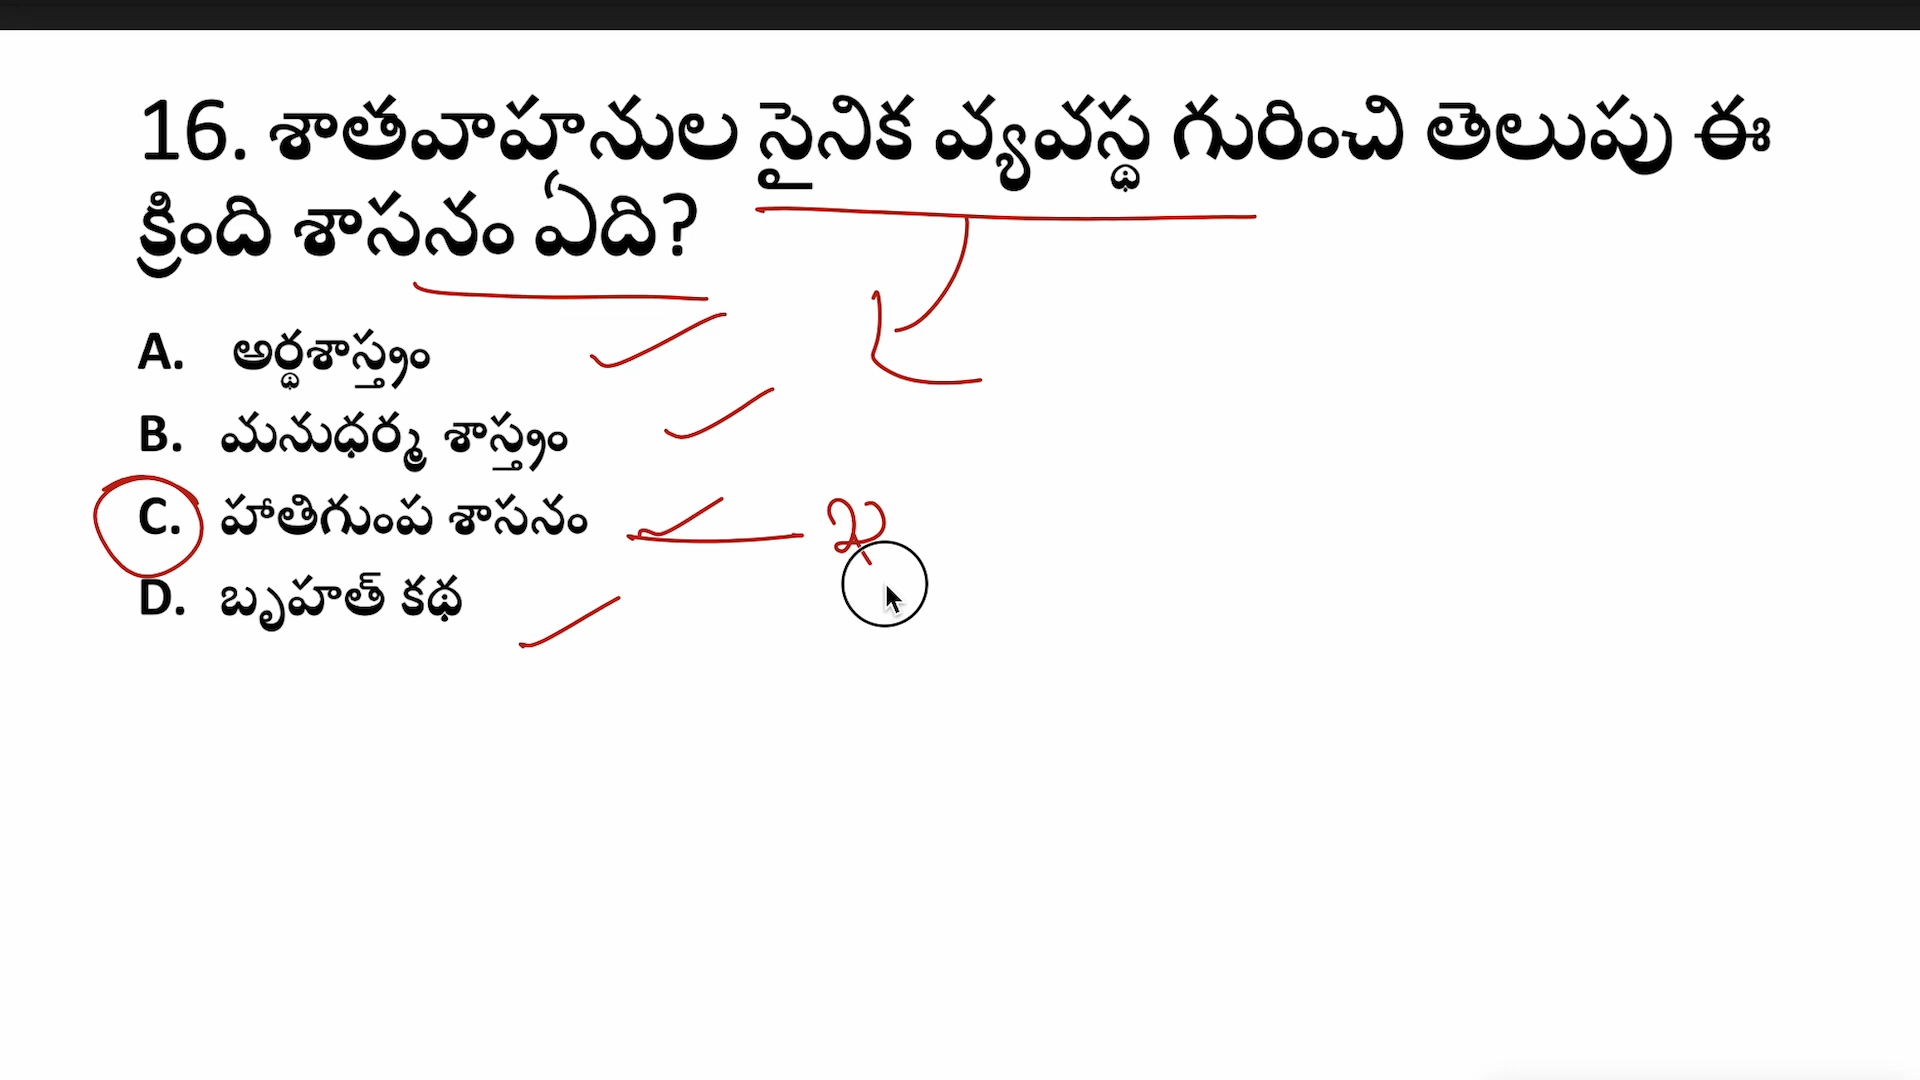 16. శాతవాహనుల సైనిక వ్యవస్థ గురించి తెలుపు ఈ
క్రింది శాసనం ఏది?
A. అర్థశాస్త్రం
B. మనుధర్మ శాస్త్రం
C. హాతిగుంప శాసనం
D. బృహత్ కథ